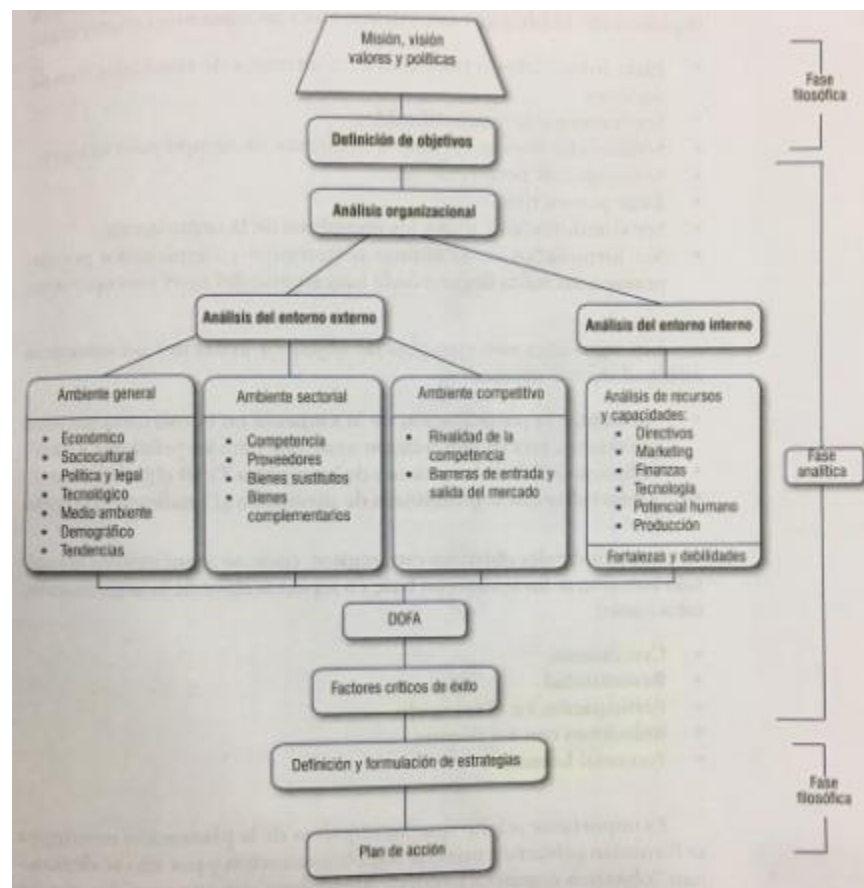 Misión, visión
valores y políticas
Fase
filosófica
Definición de objetivos
Análisis organizacional
Análisis del entorno externo
Análisis del entorno interno
Ambiente general
• Económico
• Sociocultural
• Política y legal
• Tecnológico
• Medio ambiente
• Demográfico
• Tendencias
Ambiente sectorial
• Competencia
• Proveedores
• Bienes sustitutos
• Bienes
complementarios
Ambiente competitivo
• Rivalidad de la
competencia
• Barreras de entrada y
salida del mercado
Análisis de recursos
y capacidades:
• Directivos
• Marketing
• Finanzas
• Tecnología
• Potencial humano
• Producción
Fortalezas y debilidades
Fase
analítica
DOFA
Factores críticos de éxito
Definición y formulación de estrategias
Fase
filosófica
Plan de acción